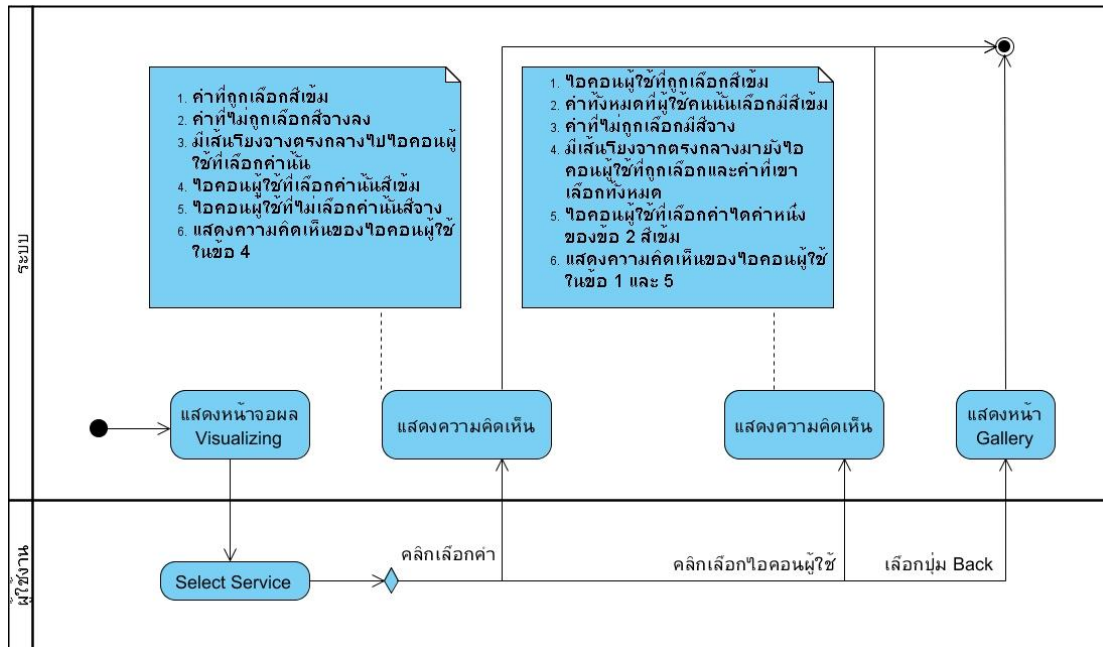 ระบบ
1. คำที่ถูกเลือกสีเข้ม
2. คำที่ไม่ถูกเลือกสีจางลง
3. มีเส้นโยงจางตรงกลางไปไอคอนผู้
ใช้ที่เลือกคำนั้น
4. ไอคอนผู้ใช้ที่เลือกคำนั้นสีเข้ม
5. ไอคอนผู้ใช้ที่ไม่เลือกคำนั้นสีจาง
6. แสดงความคิดเห็นของไอคอนผู้ใช้
ในข้อ 4
1. ไอคอนผู้ใช้ที่ถูกเลือกสีเข้ม
2. คำทั้งหมดที่ผู้ใช้คนนั้นเลือกมีสีเข้ม
3. คำที่ไม่ถูกเลือกมีสีจาง
4. มีเส้นโยงจากตรงกลางมายังไอ
คอนผู้ใช้ที่ถูกเลือกและคำที่เขา
เลือกทั้งหมด
5. ไอคอนผู้ใช้ที่เลือกคำใดคำหนึ่ง
ของข้อ 2 สีเข้ม
6. แสดงความคิดเห็นของไอคอนผู้ใช้
ในข้อ 1 และ 5
แสดงหน้าจอผล
Visualizing
แสดงความคิดเห็น
แสดงความคิดเห็น
แสดงหน้า
Gallery
ผู้ใช้งาน
Select Service
คลิกเลือกคำ
คลิกเลือกไอคอนผู้ใช้
เลือกปุ่ม Back